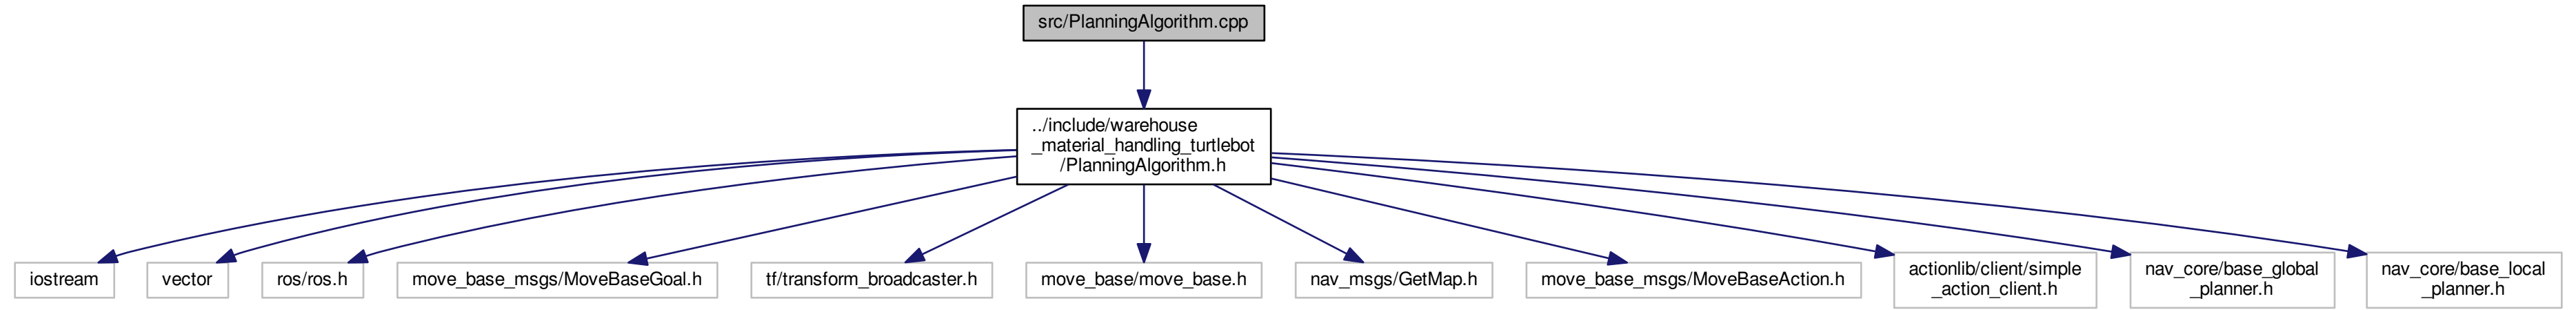 src/PlanningAlgorithm.cpp
../include/warehouse
_material_handling_turtlebot
/PlanningAlgorithm.h
iostream
vector
ros/ros.h
move_base_msgs/MoveBaseGoal.h
tf/transform_broadcaster.h
move_base/move_base.h
nav_msgs/GetMap.h
move_base_msgs/MoveBaseAction.h
actionlib/client/simple
_action_client.h
nav_core/base_global
_planner.h
nav_core/base_local
_planner.h